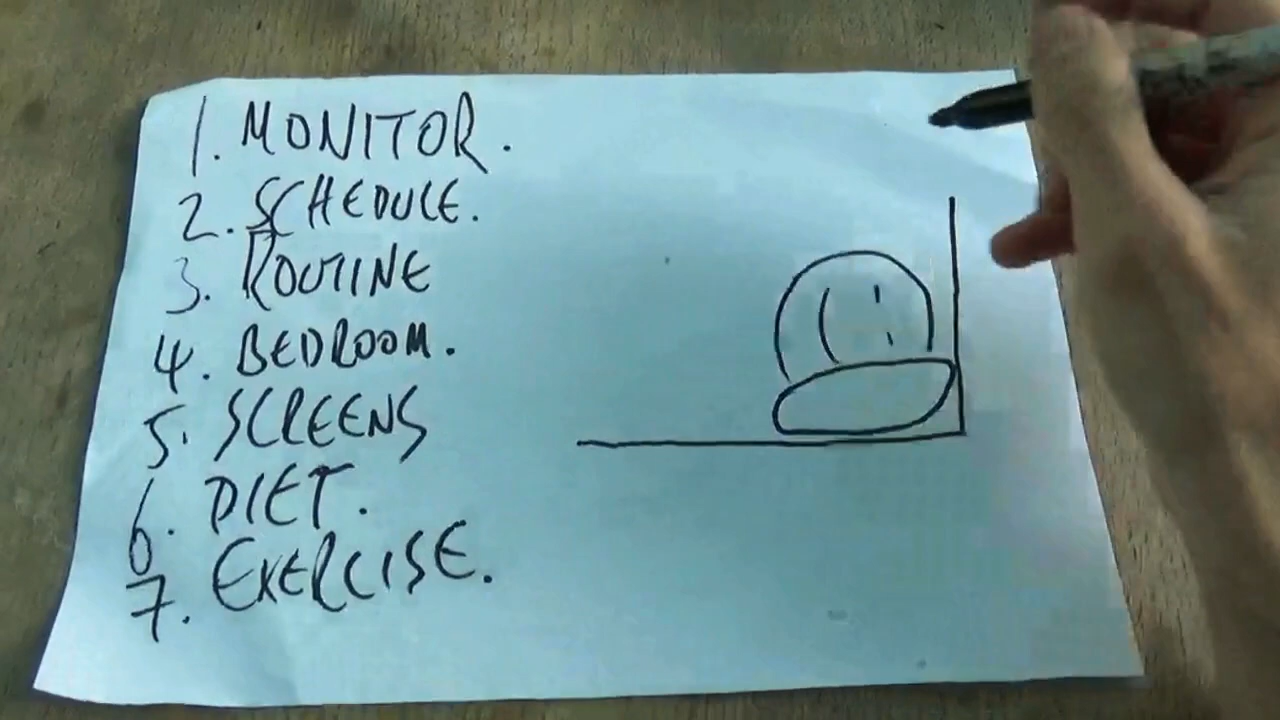 1. MONITOR.
2. SCHEDULE.
3. ROUTINE
4. BEDROOM.
5. SCREENS
6. DIET.
7. EXERCISE.